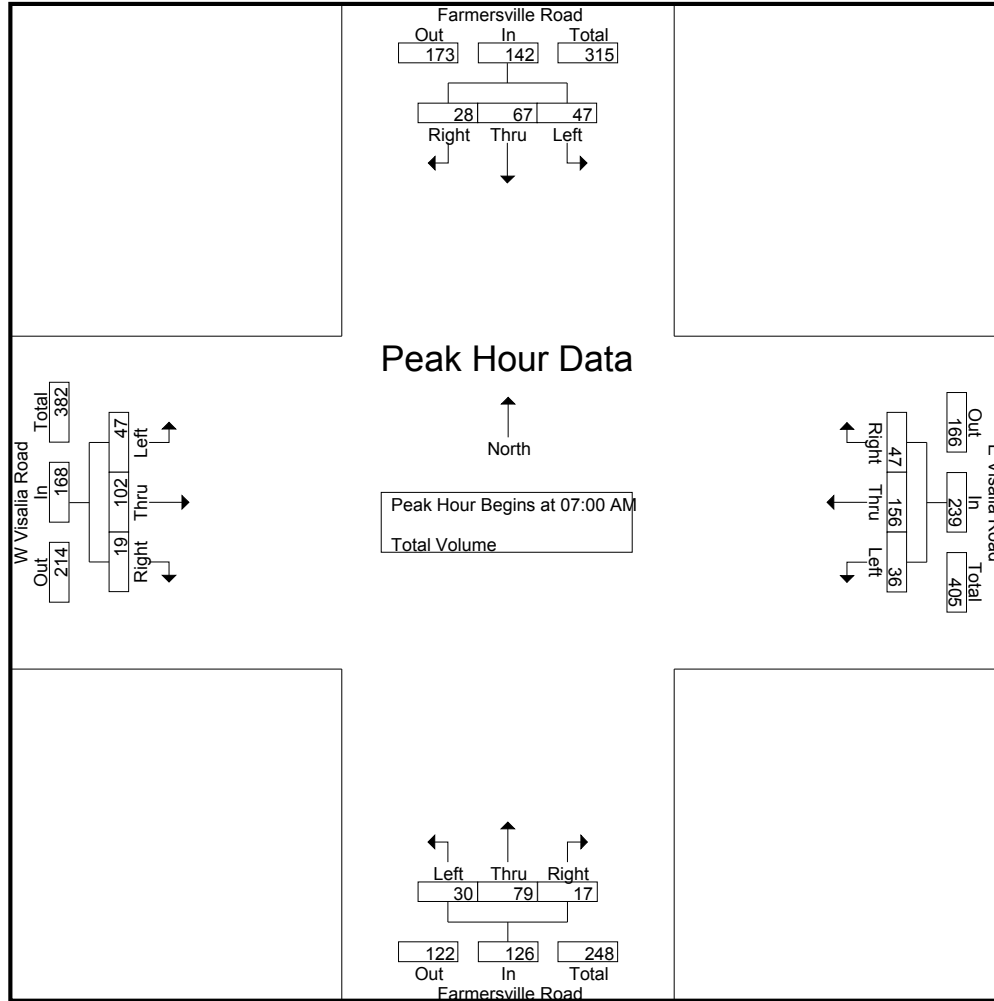 Farmersville Road
Out In Total
173 142 315
28 67 47
Right Thru Left
Peak Hour Data
North
Peak Hour Begins at 07:00 AM
Total Volume
W Visalia Road
Total In Out
382 168 214
47 102 19
Left Thru Right
Visalia Road
Out In Total
166 239 405
47 156 36
Right Thru Left
Left Thru Right
30 79 17
122 126 248
Out In Total
Farmersville Road